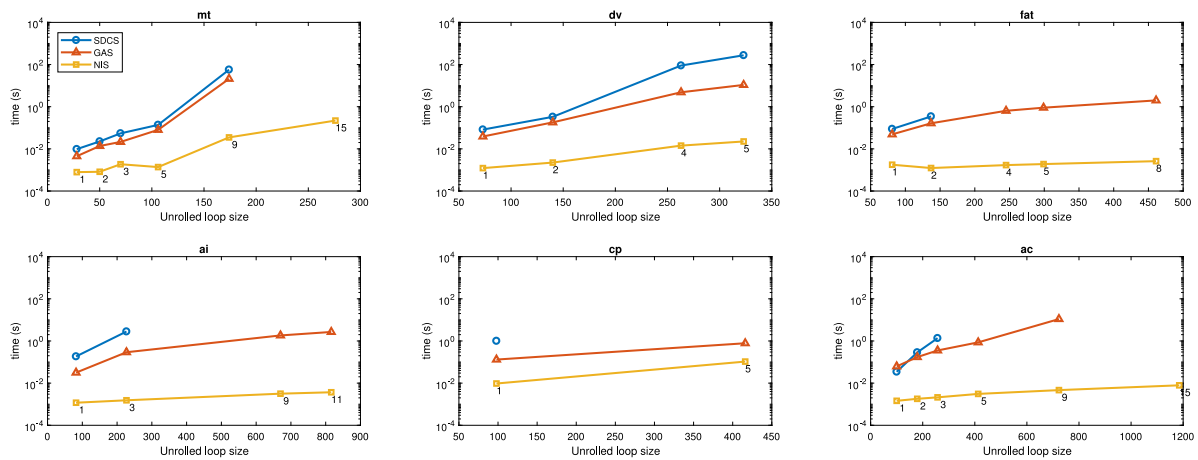 mt
10^4
10^2
10^0
10^-2
10^-4
time (s)
SDCS
GAS
NIS
1
2
3
5
9
15
0 50 100 150 200 250 300
Unrolled loop size
dv
10^4
10^2
10^0
10^-2
10^-4
time (s)
1
2
4
5
50 100 150 200 250 300 350
Unrolled loop size
fat
10^4
10^2
10^0
10^-2
10^-4
time (s)
1
2
4
5
8
50 100 150 200 250 300 350 400 450 500
Unrolled loop size
ai
10^4
10^2
10^0
10^-2
10^-4
time (s)
1
3
9
11
0 100 200 300 400 500 600 700 800 900
Unrolled loop size
cp
10^4
10^2
10^0
10^-2
10^-4
time (s)
1
5
50 100 150 200 250 300 350 400 450
Unrolled loop size
ac
10^4
10^2
10^0
10^-2
10^-4
time (s)
1
2
3
5
9
15
0 200 400 600 800 1000 1200
Unrolled loop size